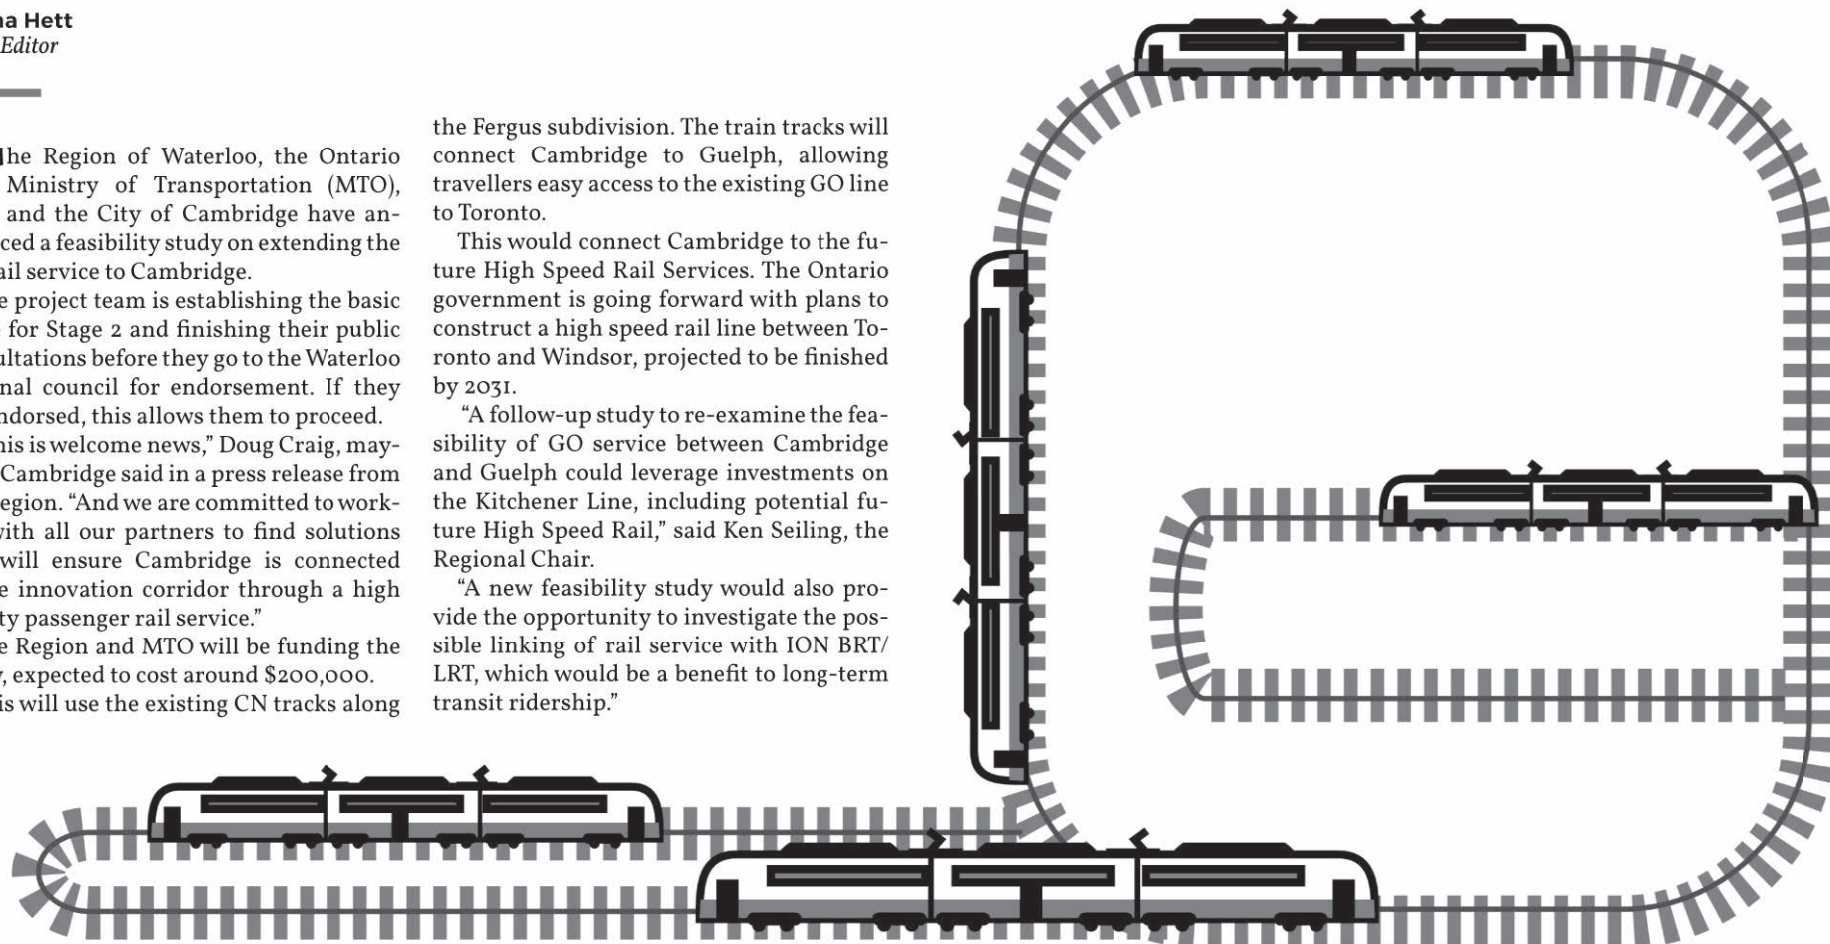 na Hett
Editor
he Region of Waterloo, the Ontario
Ministry of Transportation (MTO),
and the City of Cambridge have an-
ced a feasibility study on extending the
ail service to Cambridge.
e project team is establishing the basic
for Stage 2 and finishing their public
ultations before they go to the Waterloo
nal council for endorsement. If they
ndorsed, this allows them to proceed.
his is welcome news,” Doug Craig, may-
Cambridge said in a press release from
egion. “And we are committed to work-
with all our partners to find solutions
will ensure Cambridge is connected
e innovation corridor through a high
ty passenger rail service.”
e Region and MTO will be funding the
y, expected to cost around $200,000.
is will use the existing CN tracks along
the Fergus subdivision. The train tracks will
connect Cambridge to Guelph, allowing
travellers easy access to the existing GO line
to Toronto.
This would connect Cambridge to the fu-
ture High Speed Rail Services. The Ontario
government is going forward with plans to
construct a high speed rail line between To-
ronto and Windsor, projected to be finished
by 2031.
“A follow-up study to re-examine the fea-
sibility of GO service between Cambridge
and Guelph could leverage investments on
the Kitchener Line, including potential fu-
ture High Speed Rail,” said Ken Seiling, the
Regional Chair.
“A new feasibility study would also pro-
vide the opportunity to investigate the pos-
sible linking of rail service with ION BRT/
LRT, which would be a benefit to long-term
transit ridership.”